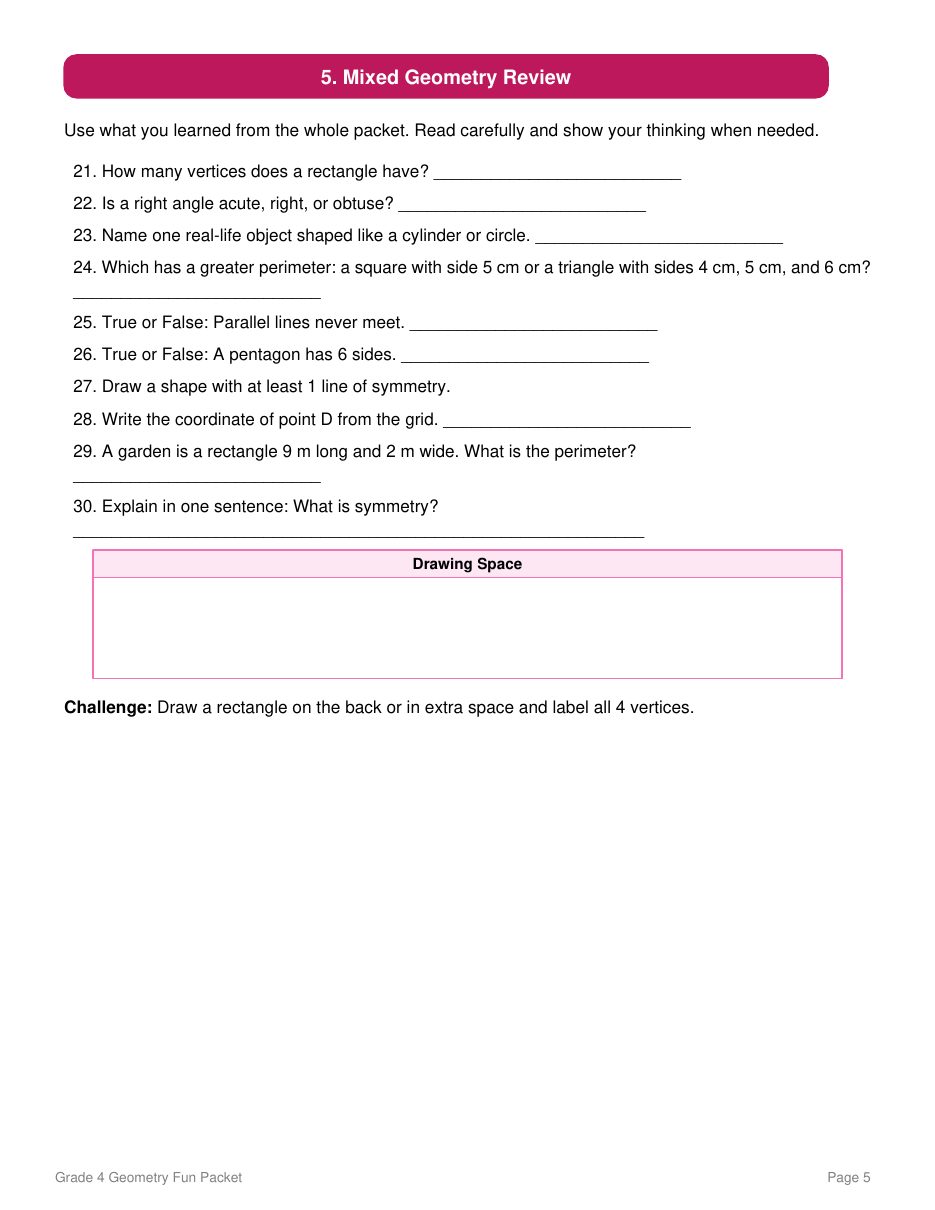 5. Mixed Geometry Review
Use what you learned from the whole packet. Read carefully and show your thinking when needed.
21. How many vertices does a rectangle have? __________________________
22. Is a right angle acute, right, or obtuse? __________________________
23. Name one real-life object shaped like a cylinder or circle. __________________________
24. Which has a greater perimeter: a square with side 5 cm or a triangle with sides 4 cm, 5 cm, and 6 cm?
__________________________
25. True or False: Parallel lines never meet. __________________________
26. True or False: A pentagon has 6 sides. __________________________
27. Draw a shape with at least 1 line of symmetry.
28. Write the coordinate of point D from the grid. __________________________
29. A garden is a rectangle 9 m long and 2 m wide. What is the perimeter?
__________________________
30. Explain in one sentence: What is symmetry?
____________________________________________________________
Drawing Space
Challenge: Draw a rectangle on the back or in extra space and label all 4 vertices.
Grade 4 Geometry Fun Packet
Page 5